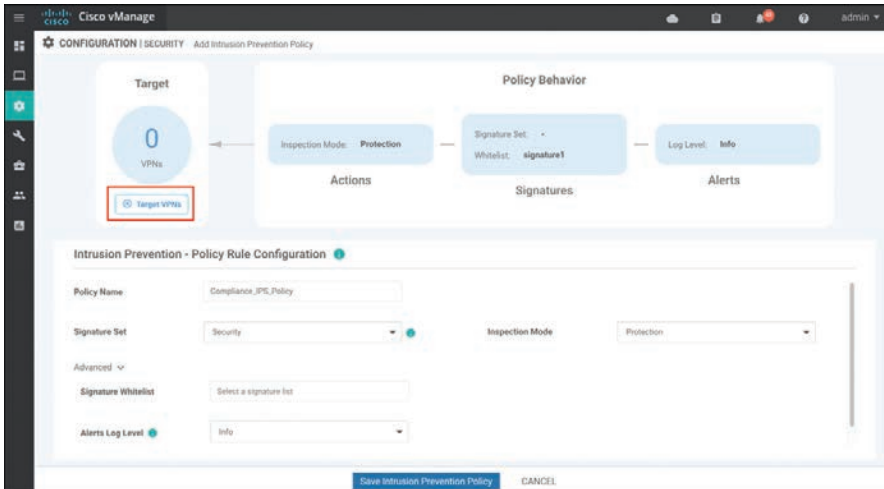 cisco Cisco vManage
admin
CONFIGURATION | SECURITY Add Intrusion Prevention Policy
Target
Policy Behavior
0
VPNs
Target VPNs
Inspection Mode: Protection
Actions
Signature Set: -
Whitelist: signature1
Signatures
Log Level: Info
Alerts
Intrusion Prevention - Policy Rule Configuration
Policy Name
Compliance_IPS_Policy
Signature Set
Security
Inspection Mode
Protection
Advanced
Signature Whitelist
Select a signature list
Alerts Log Level
Info
Save Intrusion Prevention Policy
CANCEL